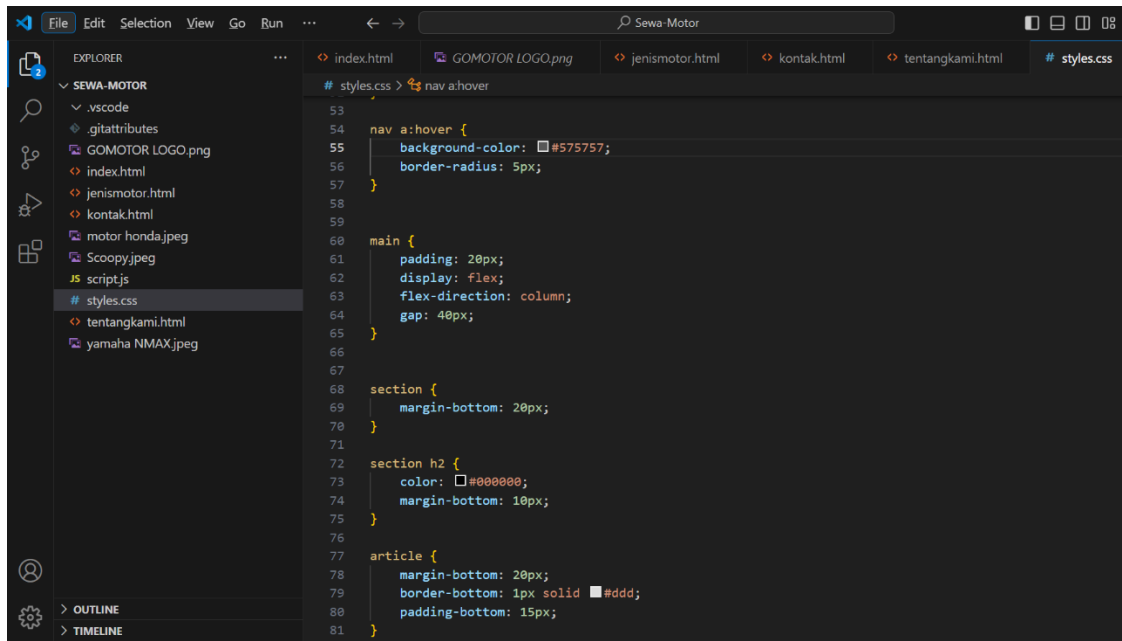 File Edit Selection View Go Run ··· ← → Sewa-Motor
EXPLORER ···
2
SEWA-MOTOR
.vscode
.gitattributes
GOMOTOR LOGO.png
index.html
jenismotor.html
kontak.html
motor honda.jpeg
Scoopy.jpeg
JS script.js
# styles.css
tentangkami.html
yamaha NMAX.jpeg
OUTLINE
TIMELINE
index.html GOMOTOR LOGO.png jenismotor.html kontak.html tentangkami.html # styles.css
# styles.css > nav a:hover
53
54 nav a:hover {
55 background-color: #575757;
56 border-radius: 5px;
57 }
58
59
60 main {
61 padding: 20px;
62 display: flex;
63 flex-direction: column;
64 gap: 40px;
65 }
66
67
68 section {
69 margin-bottom: 20px;
70 }
71
72 section h2 {
73 color: #000000;
74 margin-bottom: 10px;
75 }
76
77 article {
78 margin-bottom: 20px;
79 border-bottom: 1px solid #ddd;
80 padding-bottom: 15px;
81 }